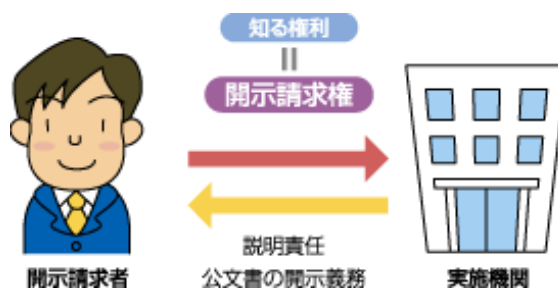 知る権利
=
開示請求権
説明責任
公文書の開示義務
開示請求者
実施機関